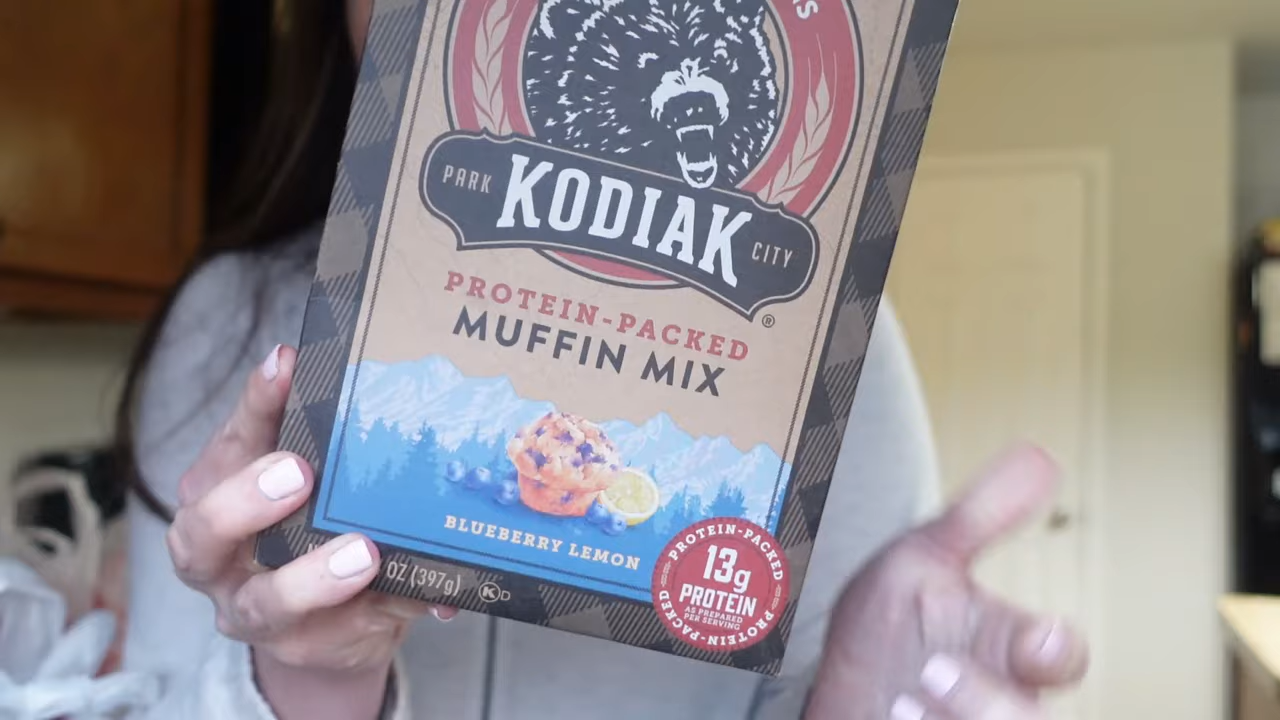 PARK KODIAK CITY
®
PROTEIN-PACKED
MUFFIN MIX
BLUEBERRY LEMON
PROTEIN-PACKED
13g
PROTEIN
AS PREPARED
PER SERVING
PROTEIN-PACKED
OZ (397g)
K D